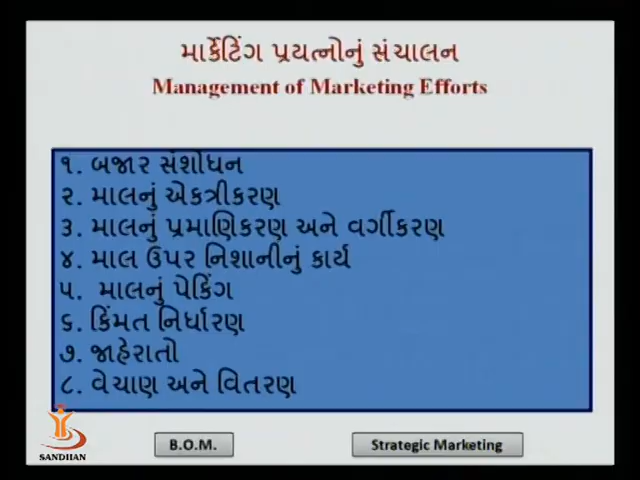 માર્કેટિંગ પ્રયત્નોનું સંચાલન
Management of Marketing Efforts
૧. બજાર સંશોધન
૨. માલનું એકત્રીકરણ
૩. માલનું પ્રમાણિકરણ અને વર્ગીકરણ
૪. માલ ઉપર નિશાનીનું કાર્ય
૫. માલનું પેકિંગ
૬. કિંમત નિર્ધારણ
૭. જાહેરાતો
૮. વેચાણ અને વિતરણ
SANDHAN
B.O.M.
Strategic Marketing